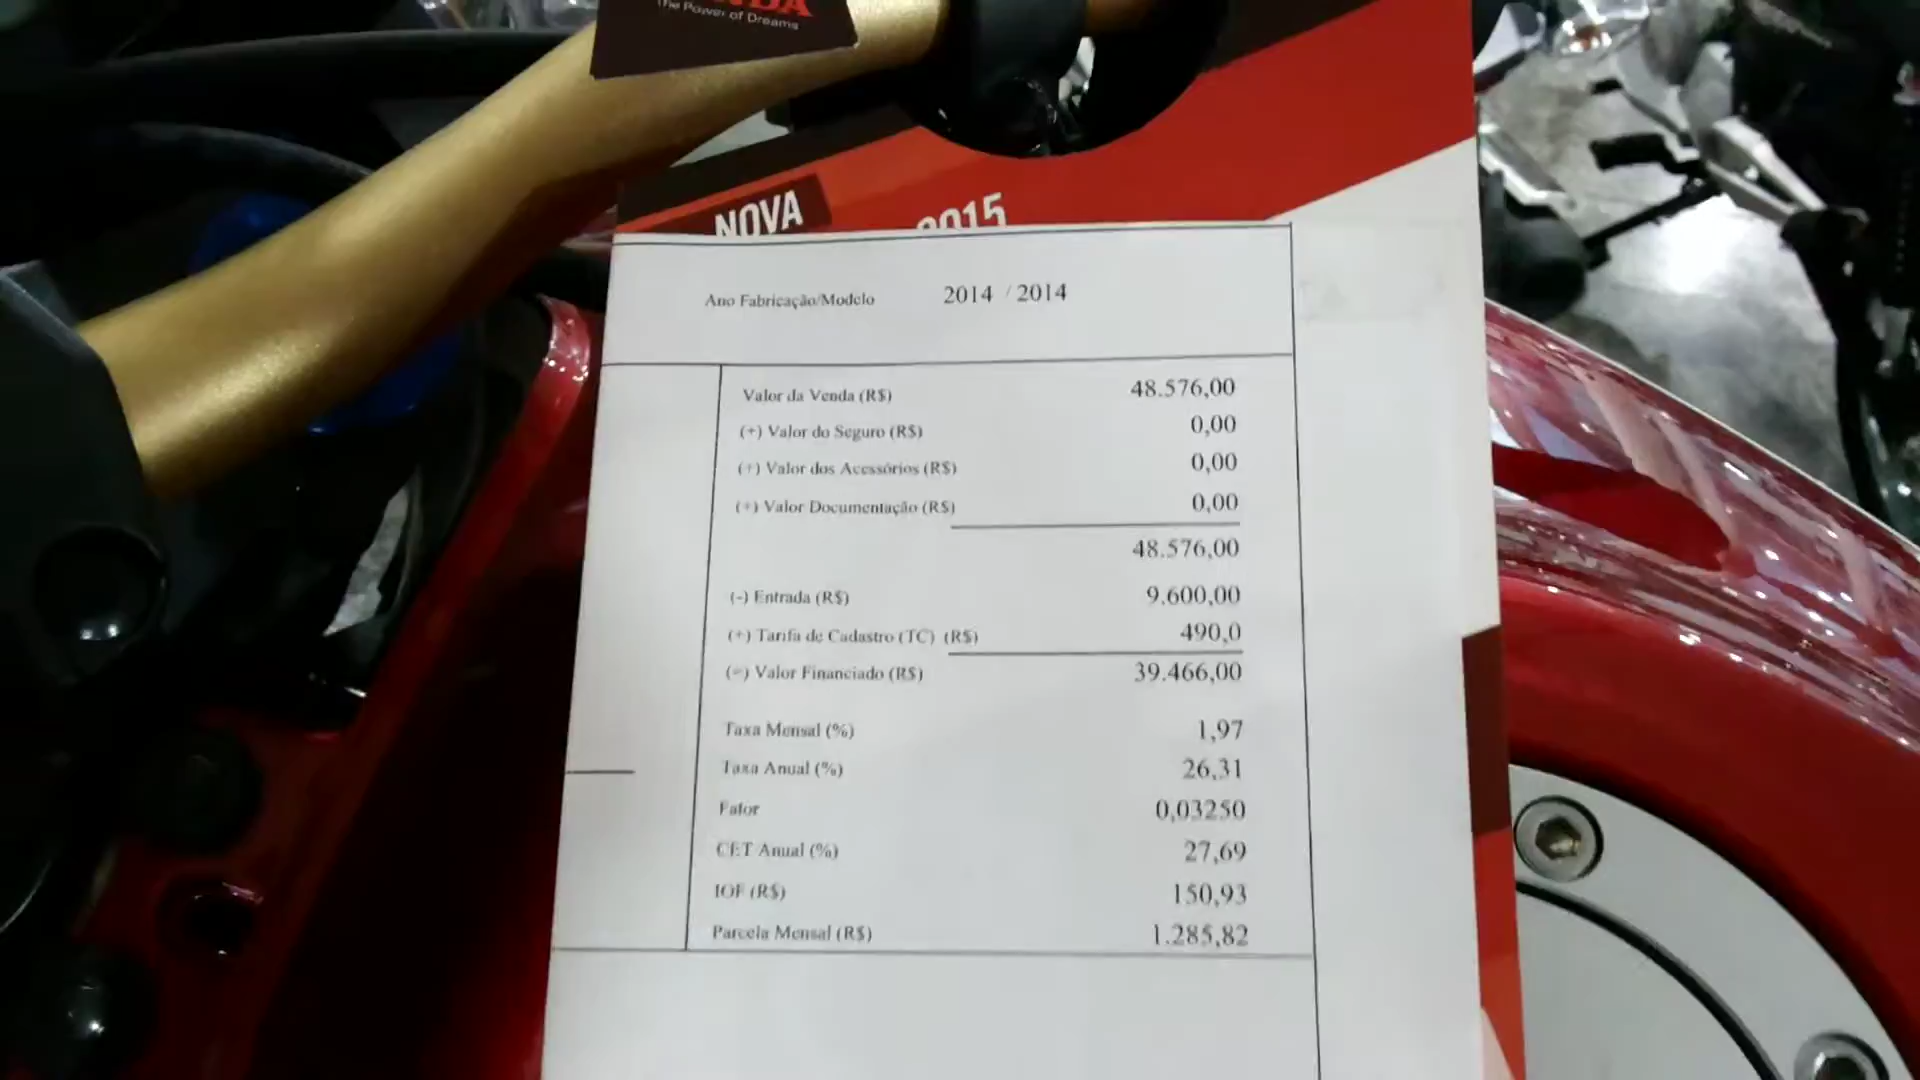 The Power of Dreams
NOVA 2015
Ano Fabricação/Modelo 2014 / 2014
Valor da Venda (R$) 48.576,00
(+) Valor do Seguro (R$) 0,00
(+) Valor dos Acessórios (R$) 0,00
(+) Valor Documentação (R$) 0,00
48.576,00
(-) Entrada (R$) 9.600,00
(+) Tarifa de Cadastro (TC) (R$) 490,0
(=) Valor Financiado (R$) 39.466,00
Taxa Mensal (%) 1,97
Taxa Anual (%) 26,31
Fator 0,03250
CET Anual (%) 27,69
IOF (R$) 150,93
Parcela Mensal (R$) 1.285,82